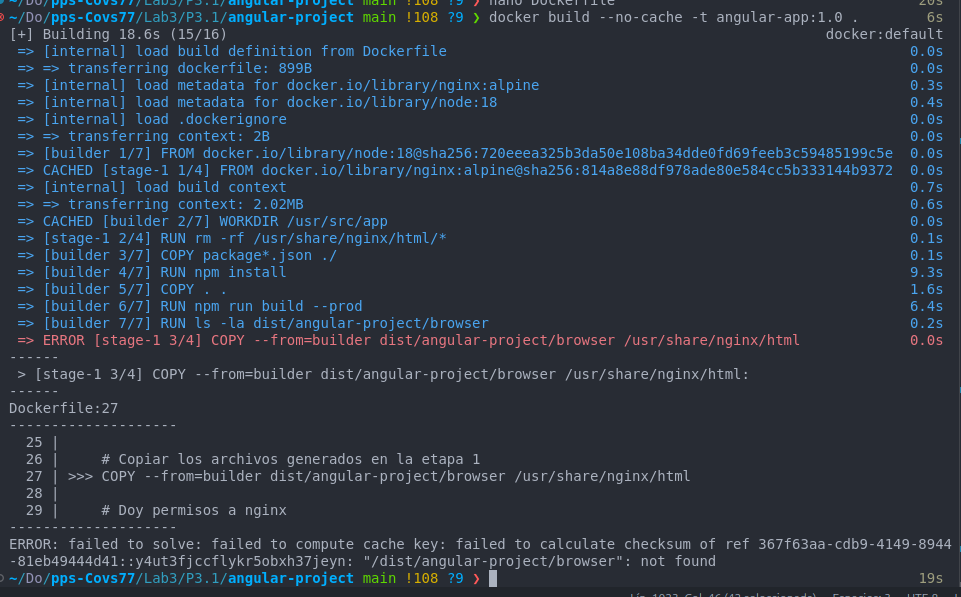 ~/Do/pps-Covs77/Lab3/P3.1/angular-project main !108 ?9 ❯ nano Dockerfile 20s
~/Do/pps-Covs77/Lab3/P3.1/angular-project main !108 ?9 ❯ docker build --no-cache -t angular-app:1.0 . 6s
[+] Building 18.6s (15/16) docker:default
=> [internal] load build definition from Dockerfile 0.0s
=> => transferring dockerfile: 899B 0.0s
=> [internal] load metadata for docker.io/library/nginx:alpine 0.3s
=> [internal] load metadata for docker.io/library/node:18 0.4s
=> [internal] load .dockerignore 0.0s
=> => transferring context: 2B 0.0s
=> [builder 1/7] FROM docker.io/library/node:18@sha256:720eeea325b3da50e108ba34dde0fd69feeb3c59485199c5e 0.0s
=> CACHED [stage-1 1/4] FROM docker.io/library/nginx:alpine@sha256:814a8e88df978ade80e584cc5b333144b9372 0.0s
=> [internal] load build context 0.7s
=> => transferring context: 2.02MB 0.6s
=> CACHED [builder 2/7] WORKDIR /usr/src/app 0.0s
=> [stage-1 2/4] RUN rm -rf /usr/share/nginx/html/* 0.1s
=> [builder 3/7] COPY package*.json ./ 0.1s
=> [builder 4/7] RUN npm install 9.3s
=> [builder 5/7] COPY . . 1.6s
=> [builder 6/7] RUN npm run build --prod 6.4s
=> [builder 7/7] RUN ls -la dist/angular-project/browser 0.2s
=> ERROR [stage-1 3/4] COPY --from=builder dist/angular-project/browser /usr/share/nginx/html 0.0s
------
> [stage-1 3/4] COPY --from=builder dist/angular-project/browser /usr/share/nginx/html:
------
Dockerfile:27
--------------------
25 |
26 | # Copiar los archivos generados en la etapa 1
27 | >>> COPY --from=builder dist/angular-project/browser /usr/share/nginx/html
28 |
29 | # Doy permisos a nginx
--------------------
ERROR: failed to solve: failed to compute cache key: failed to calculate checksum of ref 367f63aa-cdb9-4149-8944
-81eb49444d41::y4ut3fjccflykr5obxh37jeyn: "/dist/angular-project/browser": not found
~/Do/pps-Covs77/Lab3/P3.1/angular-project main !108 ?9 ❯ 19s